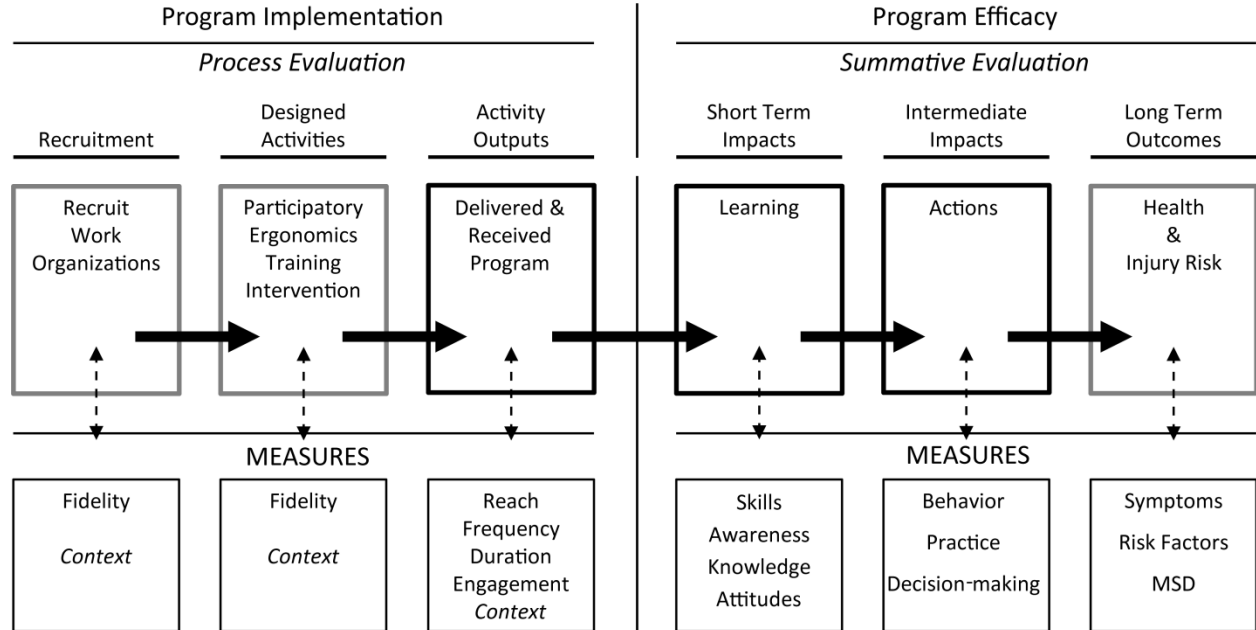 Program Implementation
Process Evaluation
Recruitment
Designed
Activities
Activity
Outputs
Recruit
Work
Organizations
Participatory
Ergonomics
Training
Intervention
Delivered &
Received
Program
MEASURES
Fidelity
Context
Fidelity
Context
Reach
Frequency
Duration
Engagement
Context
Program Efficacy
Summative Evaluation
Short Term
Impacts
Intermediate
Impacts
Long Term
Outcomes
Learning
Actions
Health
&
Injury Risk
MEASURES
Skills
Awareness
Knowledge
Attitudes
Behavior
Practice
Decision-making
Symptoms
Risk Factors
MSD